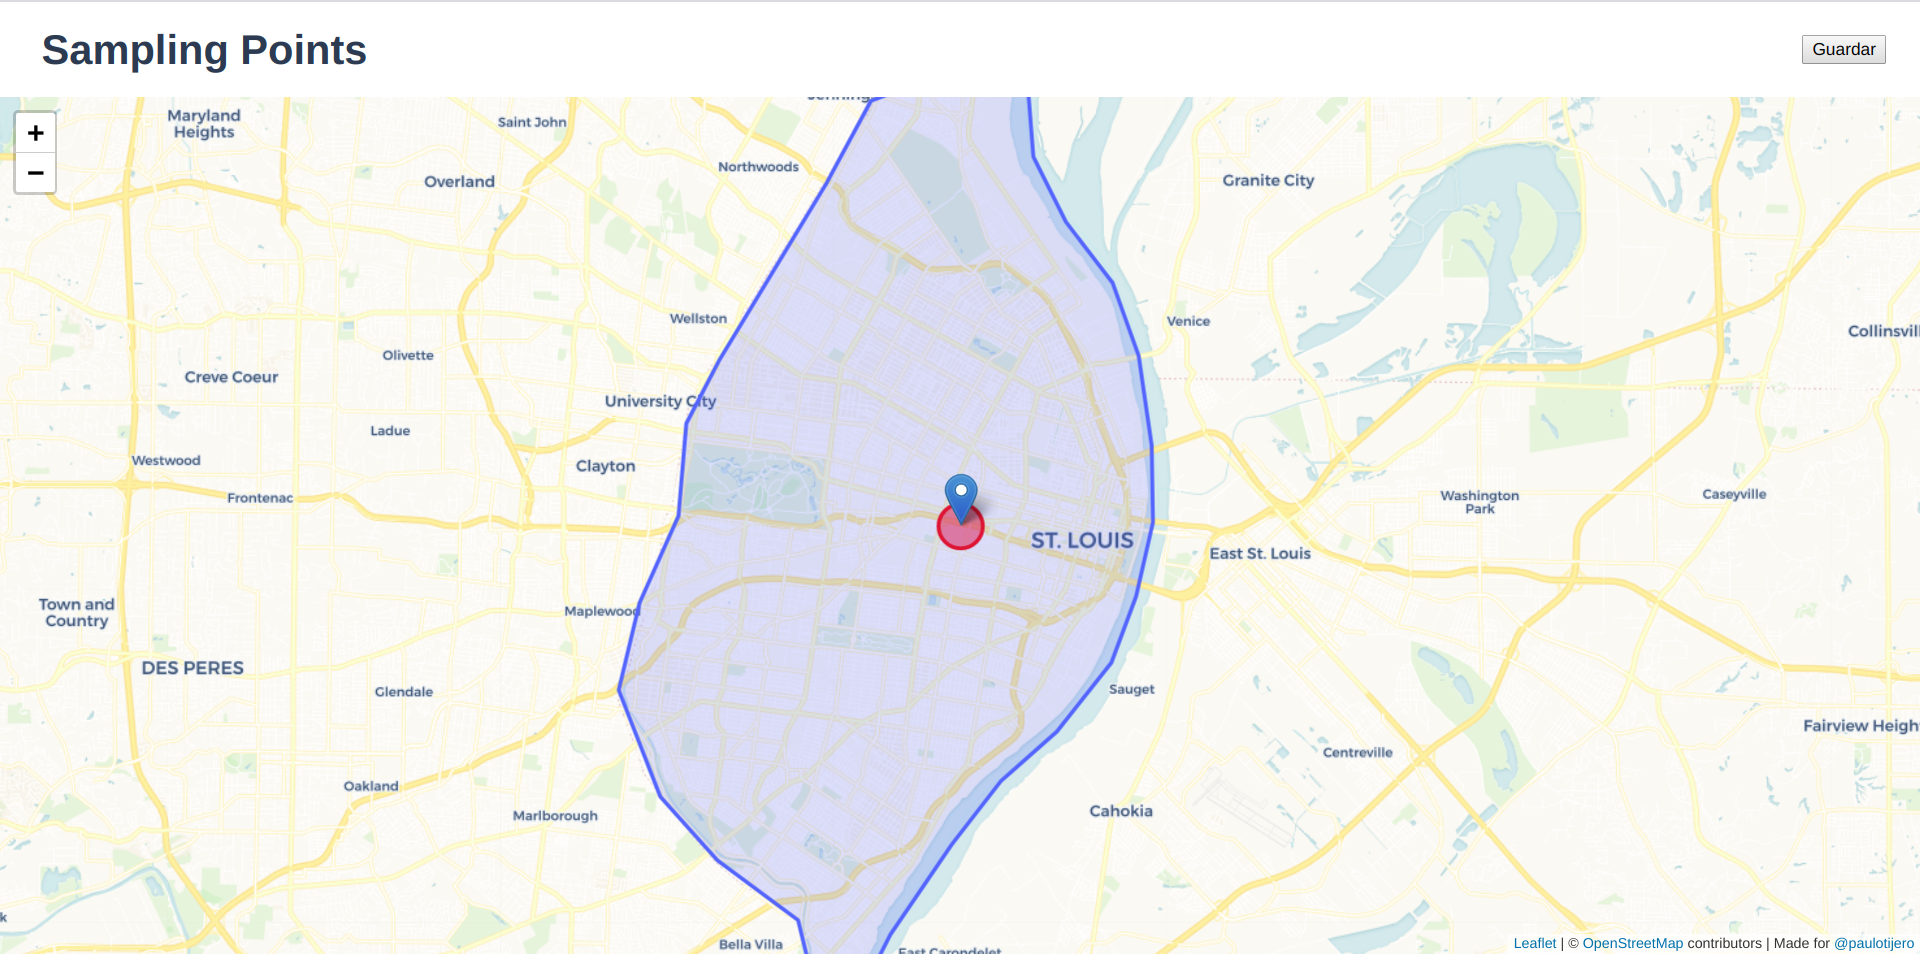 Sampling Points
Guardar
+
−
Jennings
Maryland
Heights
Saint John
Northwoods
Overland
Granite City
Wellston
Venice
Collinsvil
Olivette
Creve Coeur
University City
Ladue
Westwood
Clayton
Frontenac
Washington
Park
Caseyville
ST. LOUIS
East St. Louis
Town and
Country
Maplewood
DES PERES
Glendale
Sauget
Fairview Heigh
Centreville
Oakland
Marlborough
Cahokia
k
Bella Villa
East Carondelet
Leaflet | © OpenStreetMap contributors | Made for @paulotijero